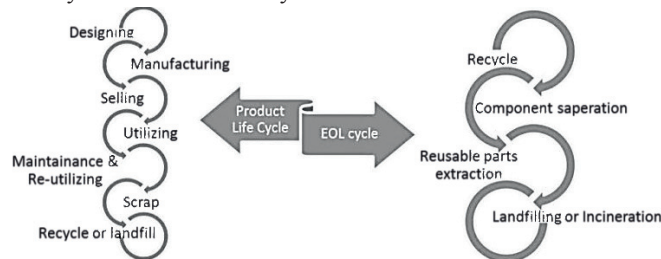 Designing
Manufacturing
Selling
Utilizing
Maintainance &
Re-utilizing
Scrap
Recycle or landfill
Product
Life Cycle
EOL cycle
Recycle
Component saperation
Reusable parts
extraction
Landfilling or Incineration